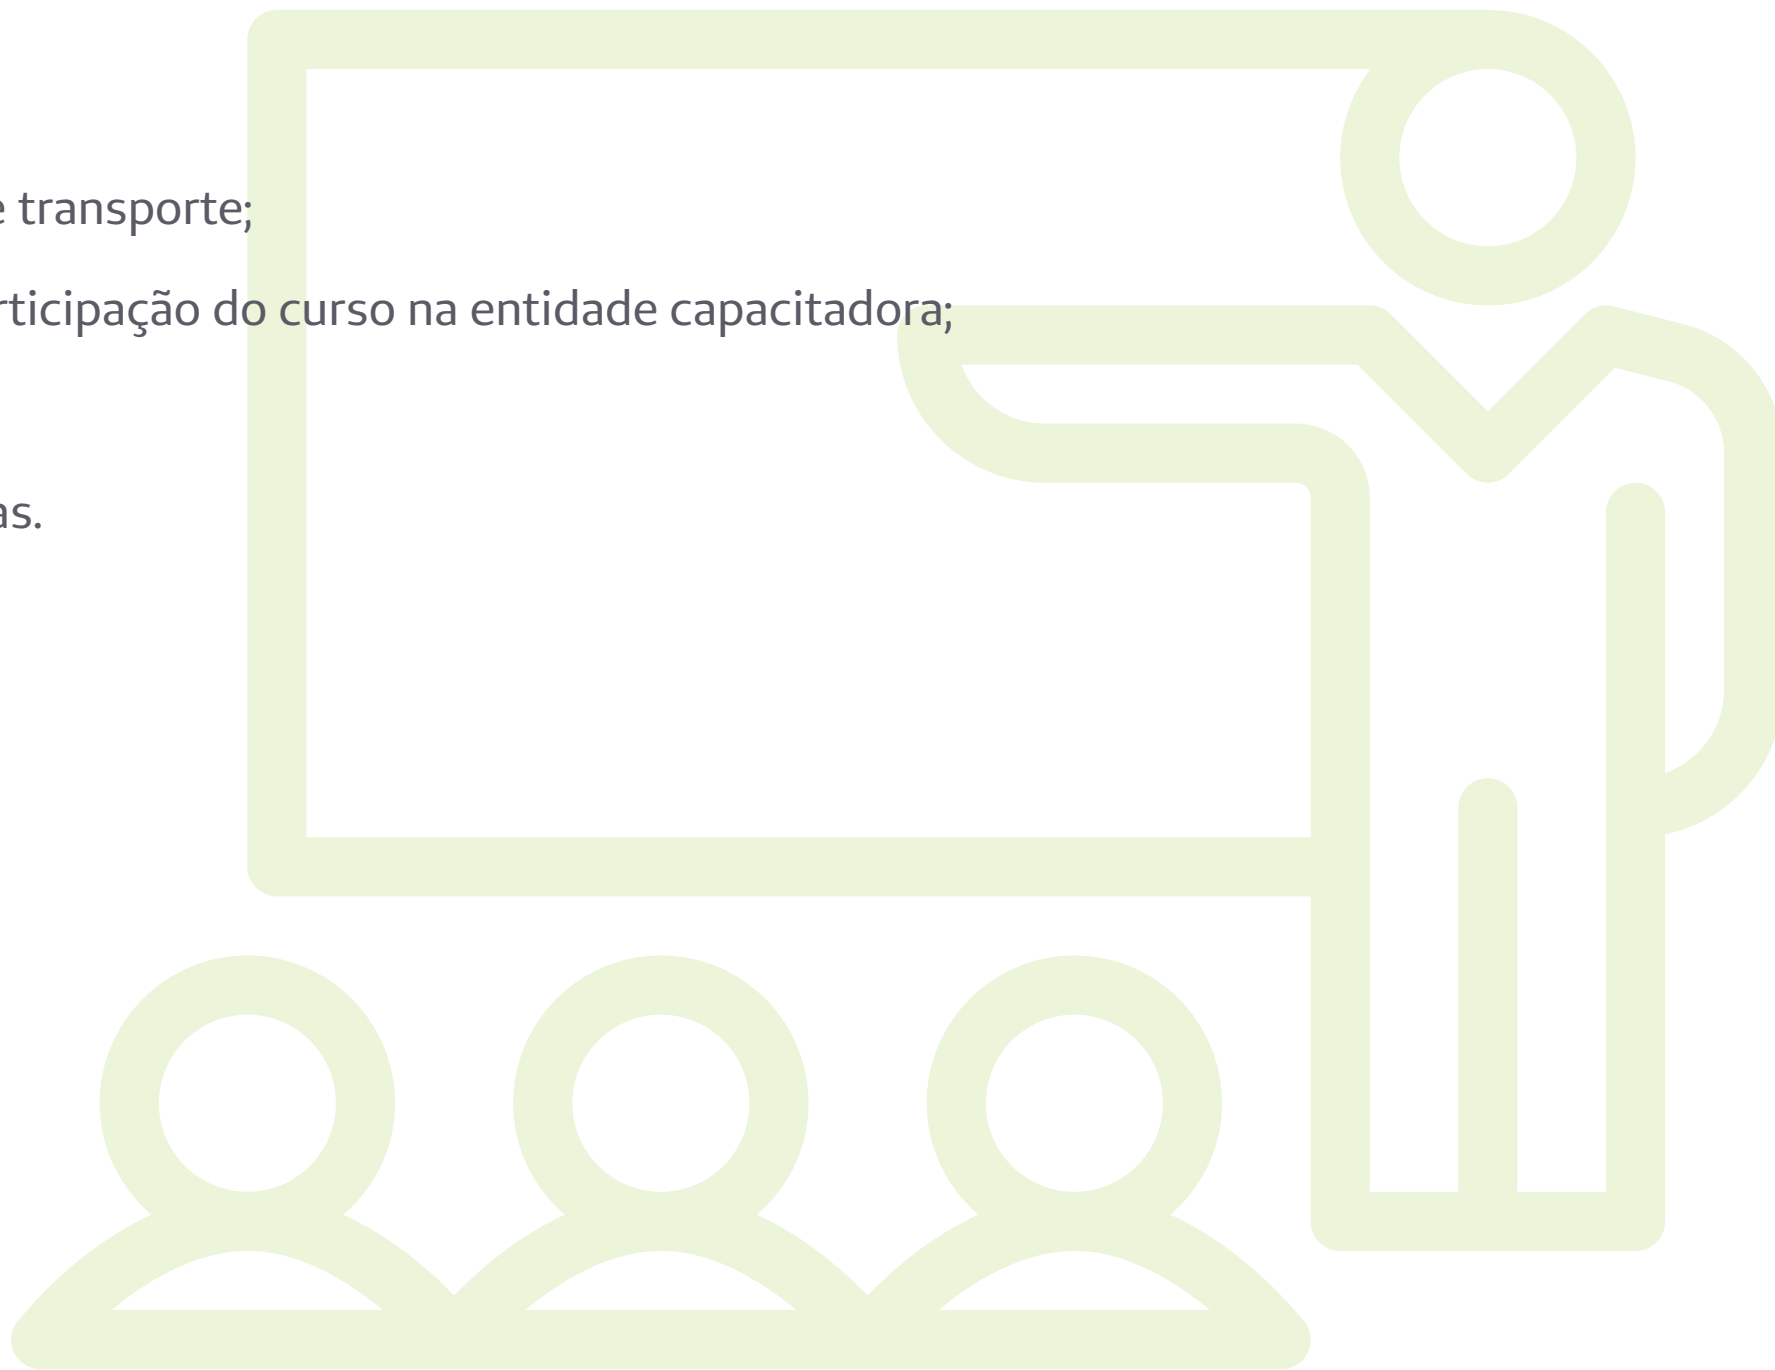 e transporte;
rticipação do curso na entidade capacitadora;
as.